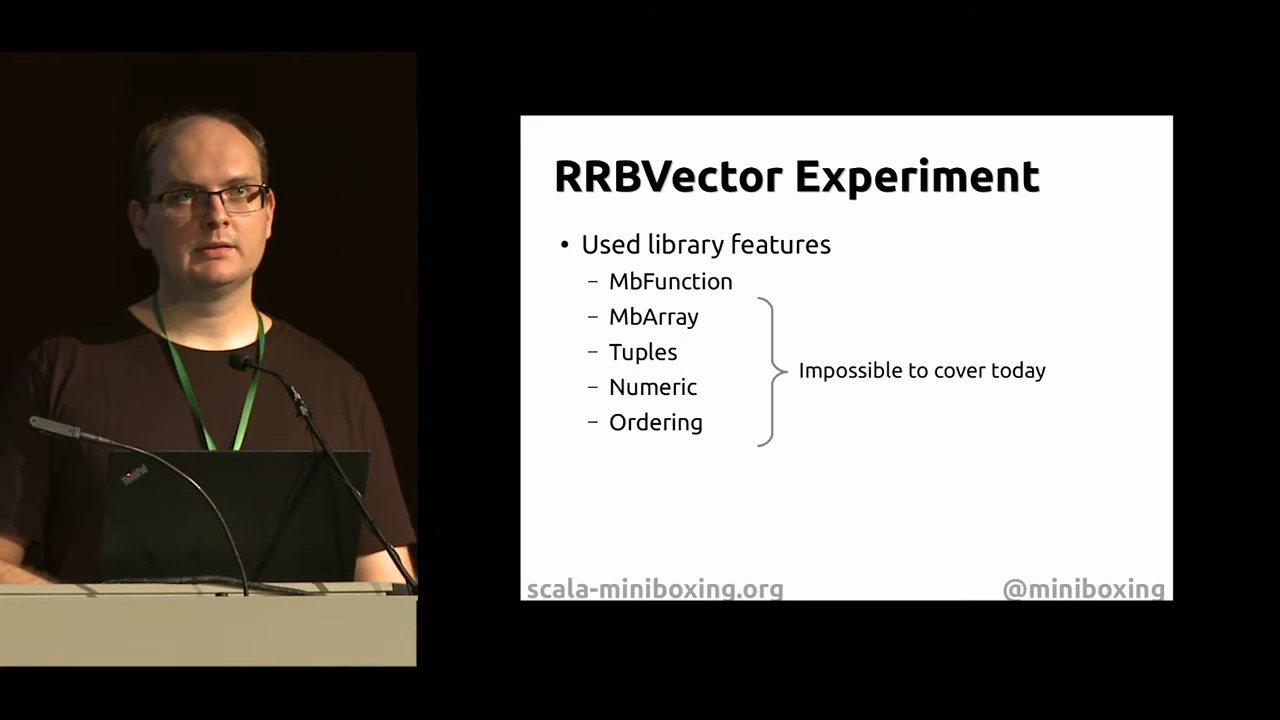 RRBVector Experiment
• Used library features
– MbFunction
– MbArray
– Tuples
– Numeric
– Ordering
Impossible to cover today
scala-miniboxing.org
@miniboxing